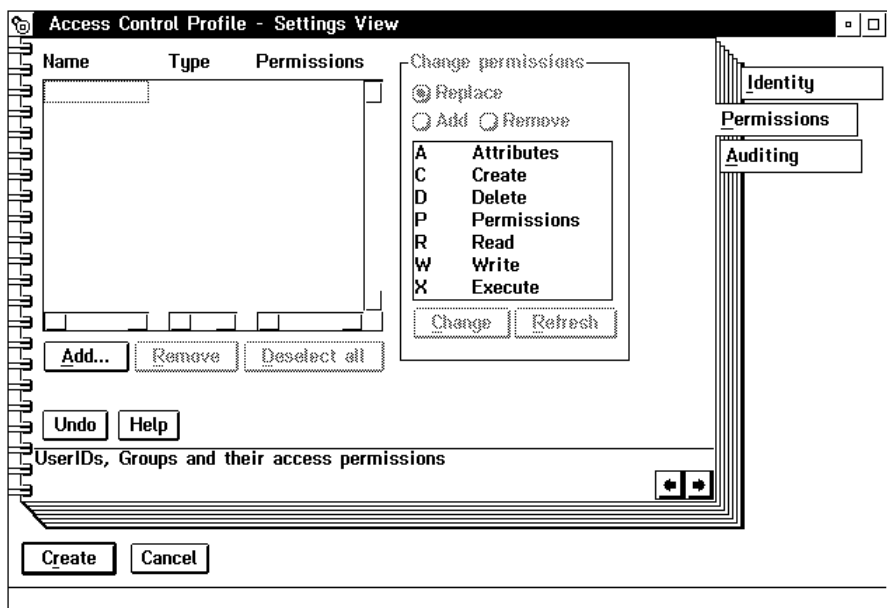 Access Control Profile - Settings View
Name Type Permissions
Change permissions
Replace
Add Remove
A Attributes
C Create
D Delete
P Permissions
R Read
W Write
X Execute
Change Refresh
Add... Remove Deselect all
Undo Help
UserIDs, Groups and their access permissions
Create Cancel
Identity
Permissions
Auditing